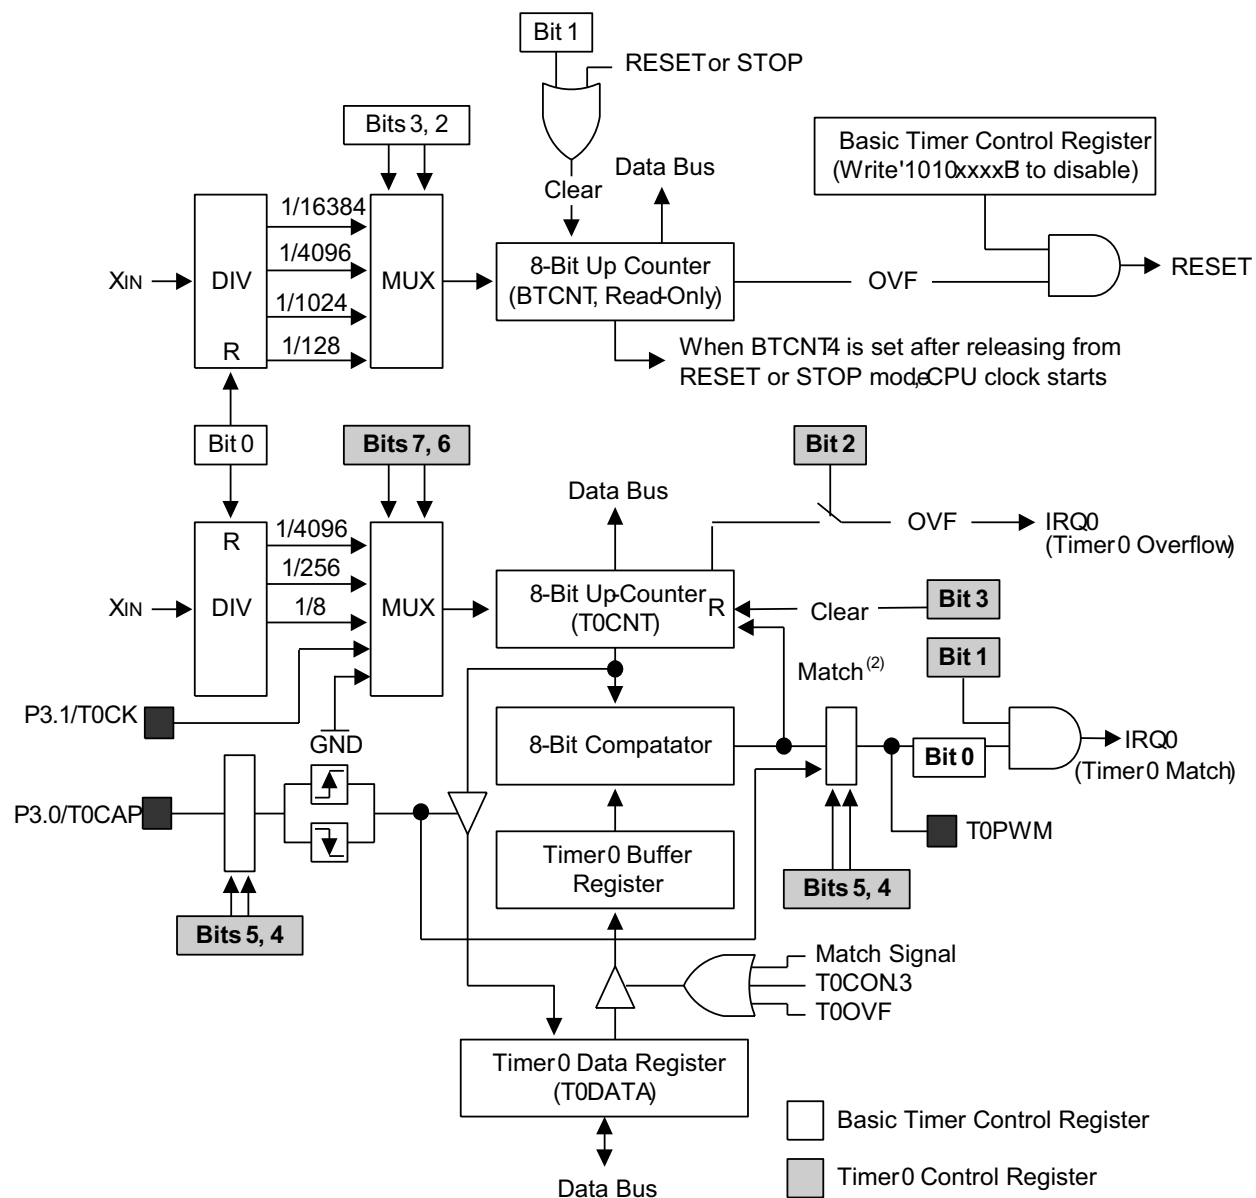 Bit 1
RESET or STOP
Bits 3, 2
Basic Timer Control Register
(Write '1010xxxxB' to disable)
Data Bus
Clear
1/16384
1/4096
1/1024
1/128
XIN
DIV
R
MUX
8-Bit Up Counter
(BTCNT, Read-Only)
OVF
RESET
When BTCNT.4 is set after releasing from
RESET or STOP mode, CPU clock starts
Bit 0
Bits 7, 6
Bit 2
Data Bus
OVF
IRQ0
(Timer 0 Overflow)
R
1/4096
1/256
1/8
XIN
DIV
MUX
8-Bit Up-Counter
(T0CNT)
R
Clear
Bit 3
Bit 1
Match (2)
P3.1/T0CK
GND
8-Bit Compatator
Bit 0
IRQ0
(Timer 0 Match)
P3.0/T0CAP
T0PWM
Timer 0 Buffer
Register
Bits 5, 4
Bits 5, 4
Match Signal
T0CON.3
T0OVF
Timer 0 Data Register
(T0DATA)
Data Bus
Basic Timer Control Register
Timer 0 Control Register